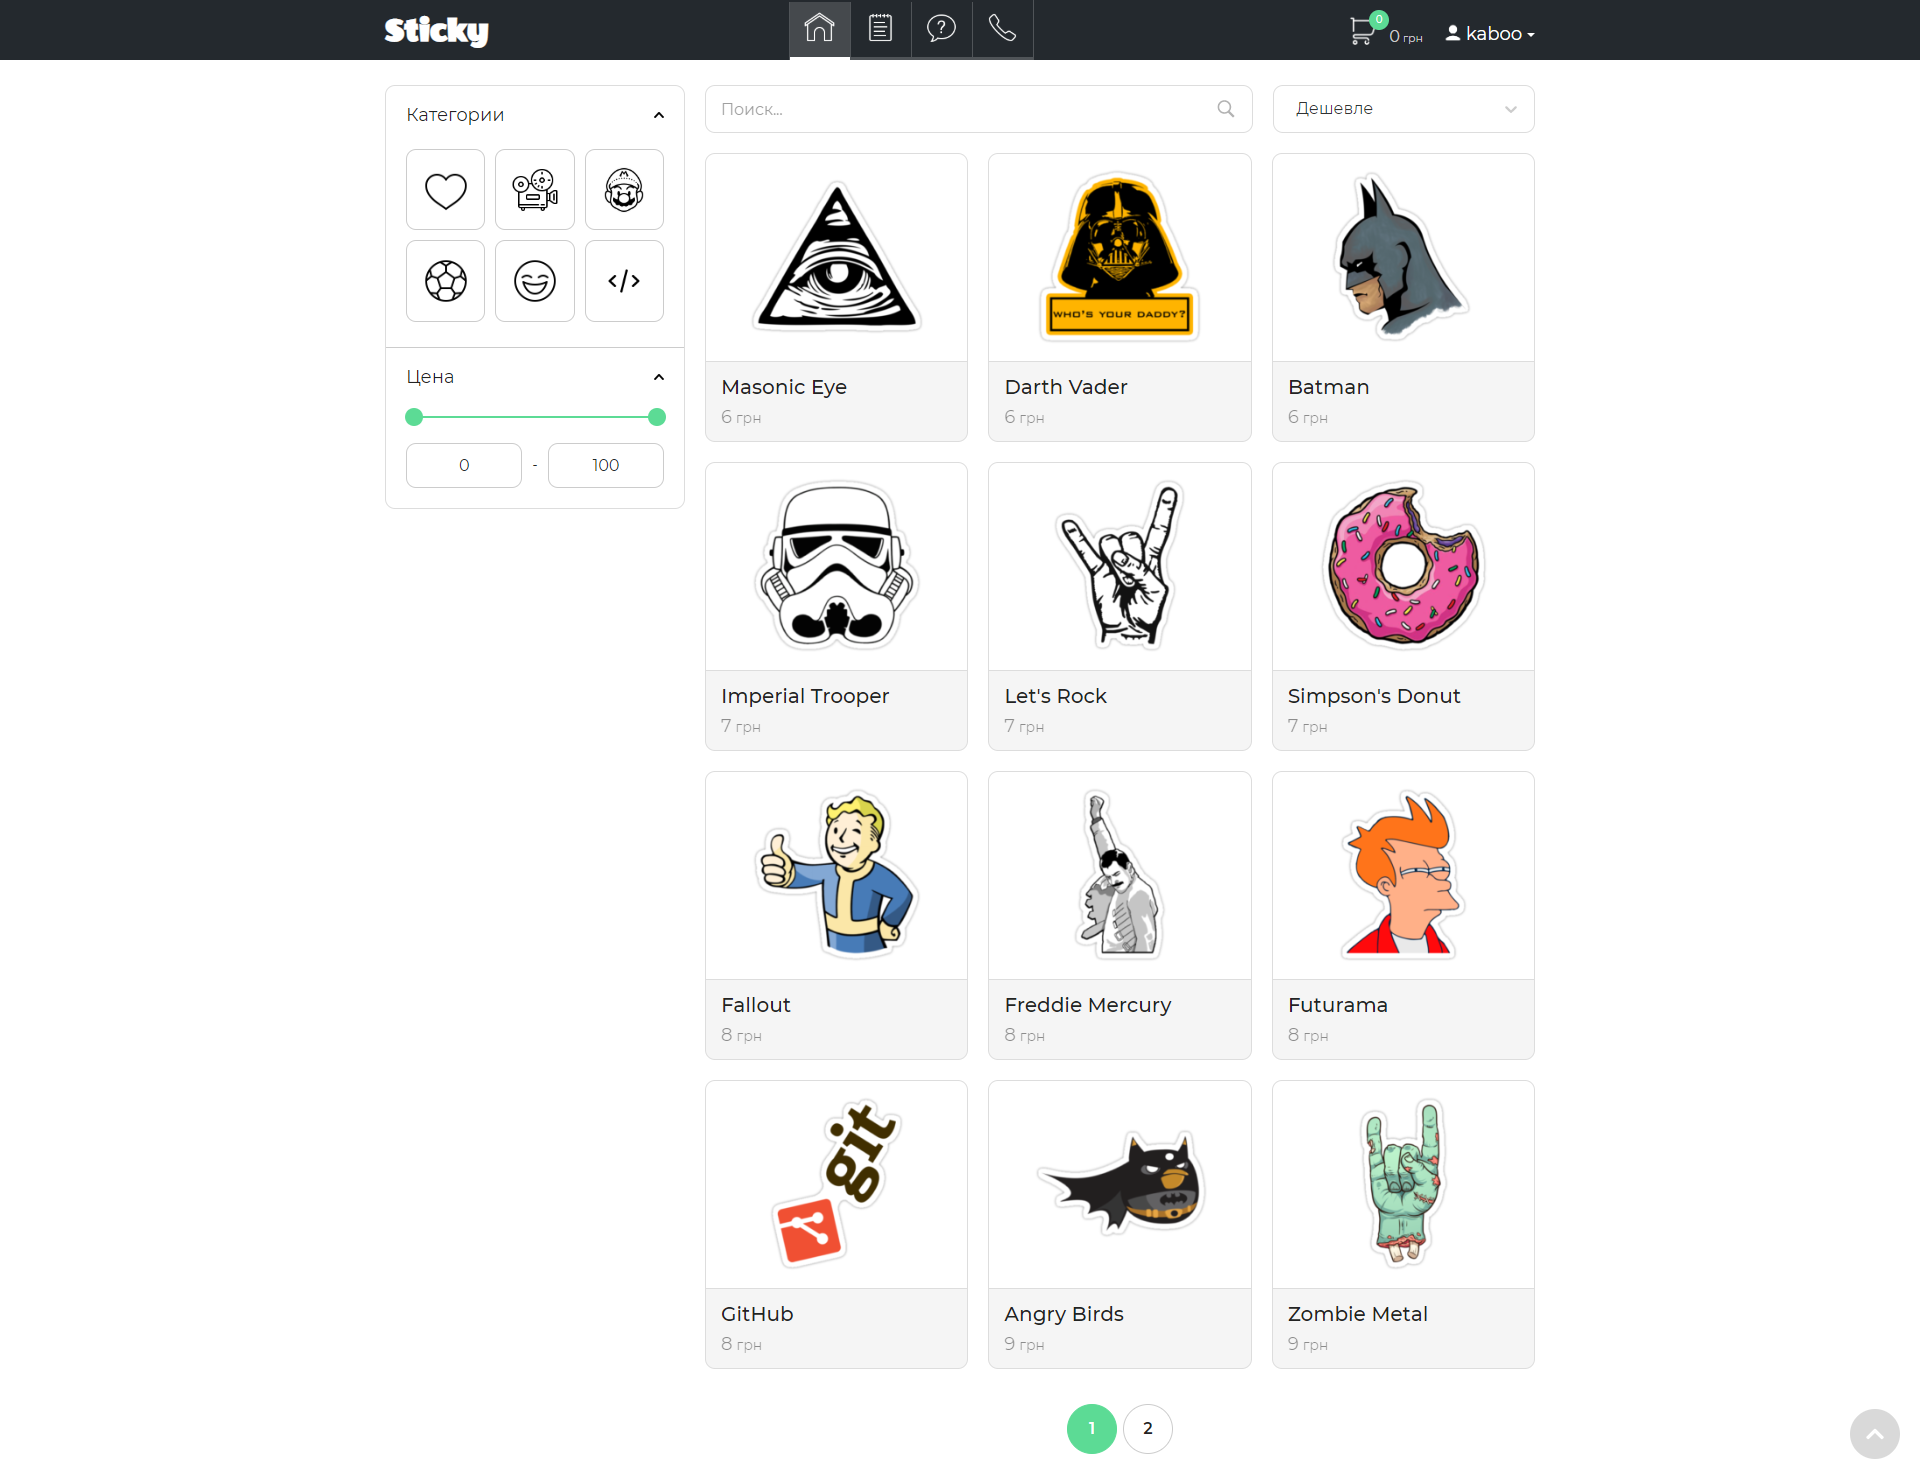 Sticky
0
0 грн
kaboo
Категории
Цена
0 - 100
Поиск...
Дешевле
WHO'S YOUR DADDY?
Masonic Eye
6 грн
Darth Vader
6 грн
Batman
6 грн
Imperial Trooper
7 грн
Let's Rock
7 грн
Simpson's Donut
7 грн
Fallout
8 грн
Freddie Mercury
8 грн
Futurama
8 грн
git
GitHub
8 грн
Angry Birds
9 грн
Zombie Metal
9 грн
1 2